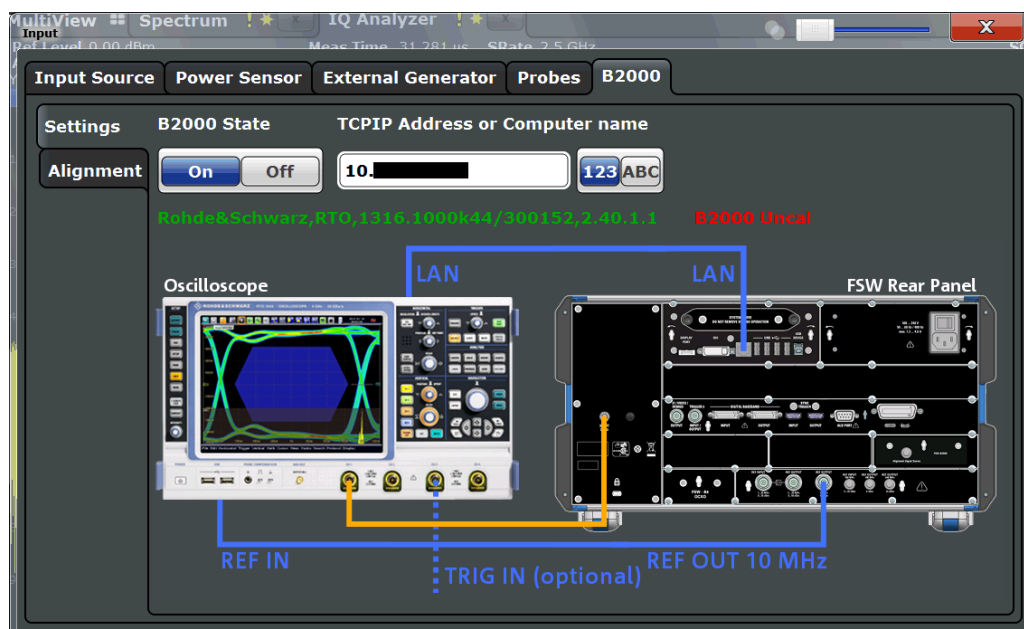 MultiView Spectrum ! x IQ Analyzer ! x
Input
Ref Level 0.00 dBm Meas Time 31.281 us SRate 2.5 GHz
X
Input Source Power Sensor External Generator Probes B2000
Settings B2000 State TCPIP Address or Computer name
Alignment On Off 10. 123 ABC
Rohde&Schwarz,RTO,1316.1000k44/300152,2.40.1.1 B2000 Uncal
LAN LAN
Oscilloscope FSW Rear Panel
REF IN REF OUT 10 MHz
TRIG IN (optional)